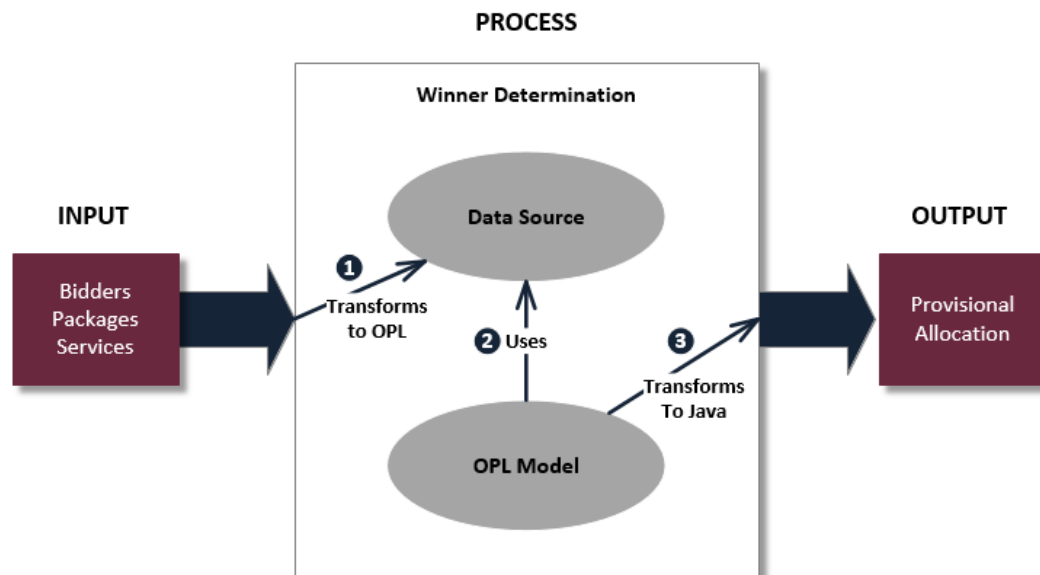 PROCESS
Winner Determination
INPUT
Bidders
Packages
Services
Data Source
1
Transforms
to OPL
2 Uses
3
Transforms
To Java
OPL Model
OUTPUT
Provisional
Allocation